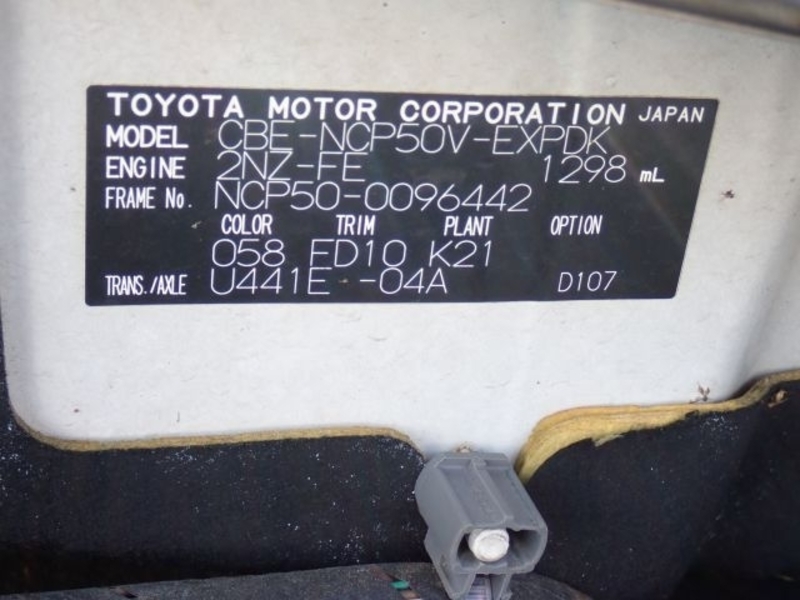 TOYOTA MOTOR CORPORATION JAPAN
MODEL CBE-NCP50V-EXPDK
ENGINE 2NZ-FE 1298 mL
FRAME No. NCP50-0096442
COLOR TRIM PLANT OPTION
058 FD10 K21
TRANS./AXLE U441E -04A D107